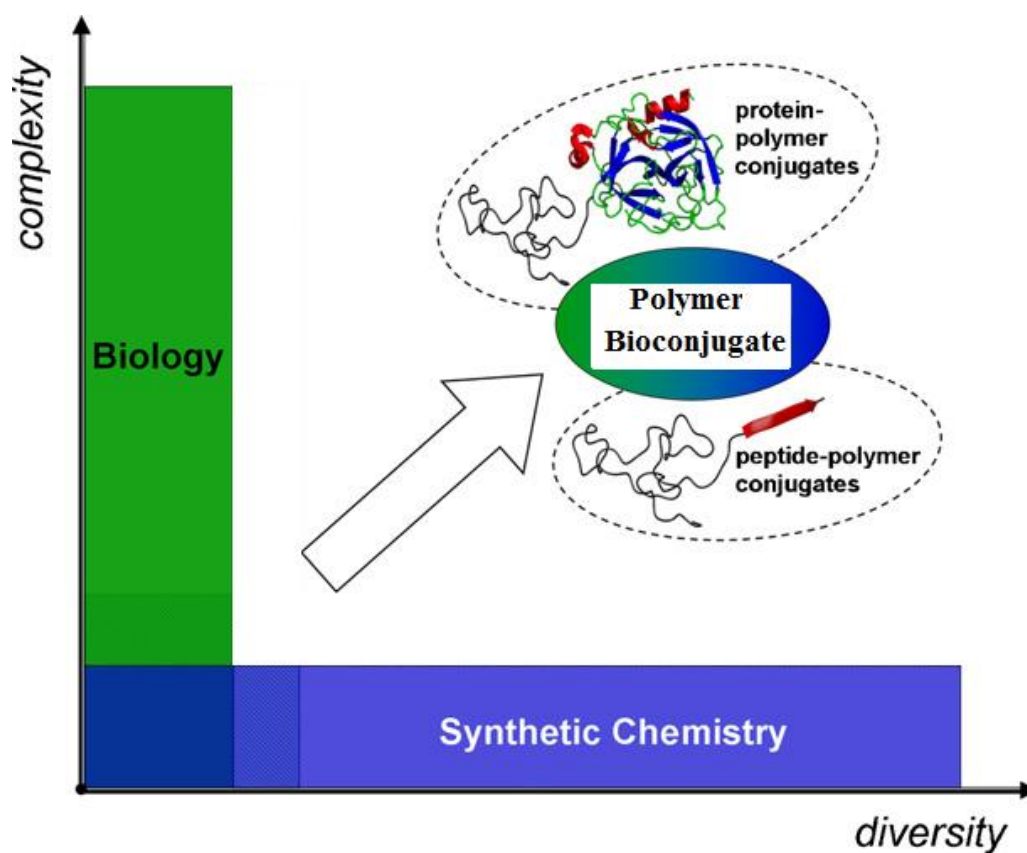 complexity
protein-
polymer
conjugates
Polymer
Bioconjugate
Biology
peptide-polymer
conjugates
Synthetic Chemistry
diversity